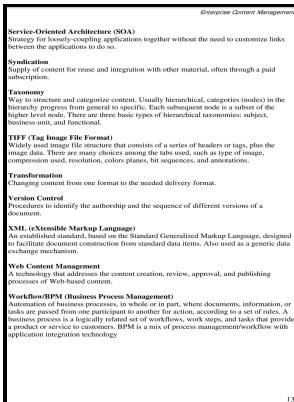 Enterprise Content Management
Service-Oriented Architecture (SOA)
Strategy for loosely-coupling applications together without the need to customize links
between the applications to do so.
Syndication
Supply of content for reuse and integration with other material, often through a paid
subscription.
Taxonomy
Way to structure and categorize content. Usually hierarchical, categories (nodes) in the
hierarchy progress from general to specific. Each subsequent node is a subset of the
higher level node. There are three basic types of hierarchical taxonomies: subject,
business-unit, and functional.
TIFF (Tag Image File Format)
Widely used image file structure that consists of a series of headers or tags, plus the
image data. There are many choices among the tabs used, such as type of image,
compression used, resolution, colors planes, bit sequences, and annotations.
Transformation
Changing content from one format to the needed delivery format.
Version Control
Procedures to identify the authorship and the sequence of different versions of a
document.
XML (eXtensible Markup Language)
An established standard, based on the Standard Generalized Markup Language, designed
to facilitate document construction from standard data items. Also used as a generic data
exchange mechanism.
Web Content Management
A technology that addresses the content creation, review, approval, and publishing
processes of Web-based content.
Workflow/BPM (Business Process Management)
Automation of business processes, in whole or in part, where documents, information, or
tasks are passed from one participant to another for action, according to a set of rules. A
business process is a logically related set of workflows, work steps, and tasks that provide
a product or service to customers. BPM is a mix of process management/workflow with
application integration technology
13